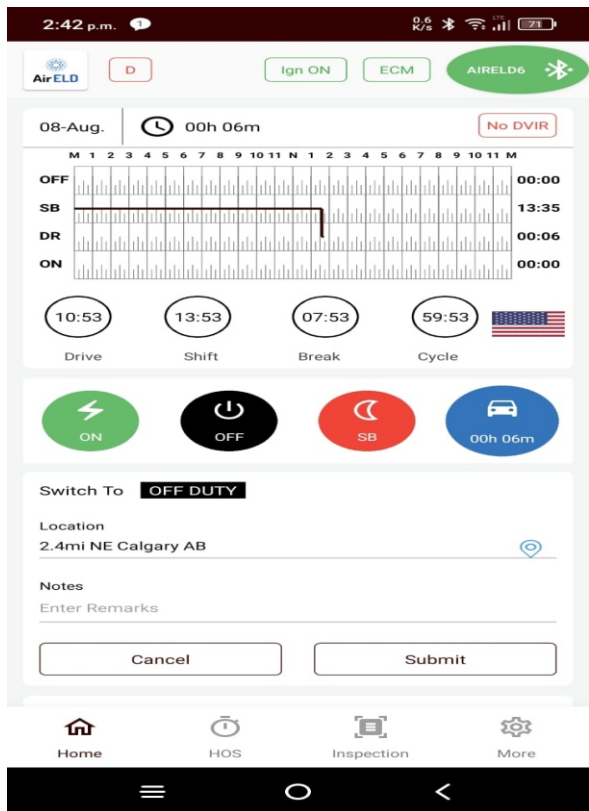 2:42 p.m. 1 0.6 K/s LTE 71
AirELD D Ign ON ECM AIRELD6
08-Aug. 00h 06m No DVIR
M 1 2 3 4 5 6 7 8 9 10 11 N 1 2 3 4 5 6 7 8 9 10 11 M
OFF 00:00
SB 13:35
DR 00:06
ON 00:00
10:53 13:53 07:53 59:53
Drive Shift Break Cycle
ON OFF SB 00h 06m
Switch To OFF DUTY
Location
2.4mi NE Calgary AB
Notes
Enter Remarks
Cancel Submit
Home HOS Inspection More